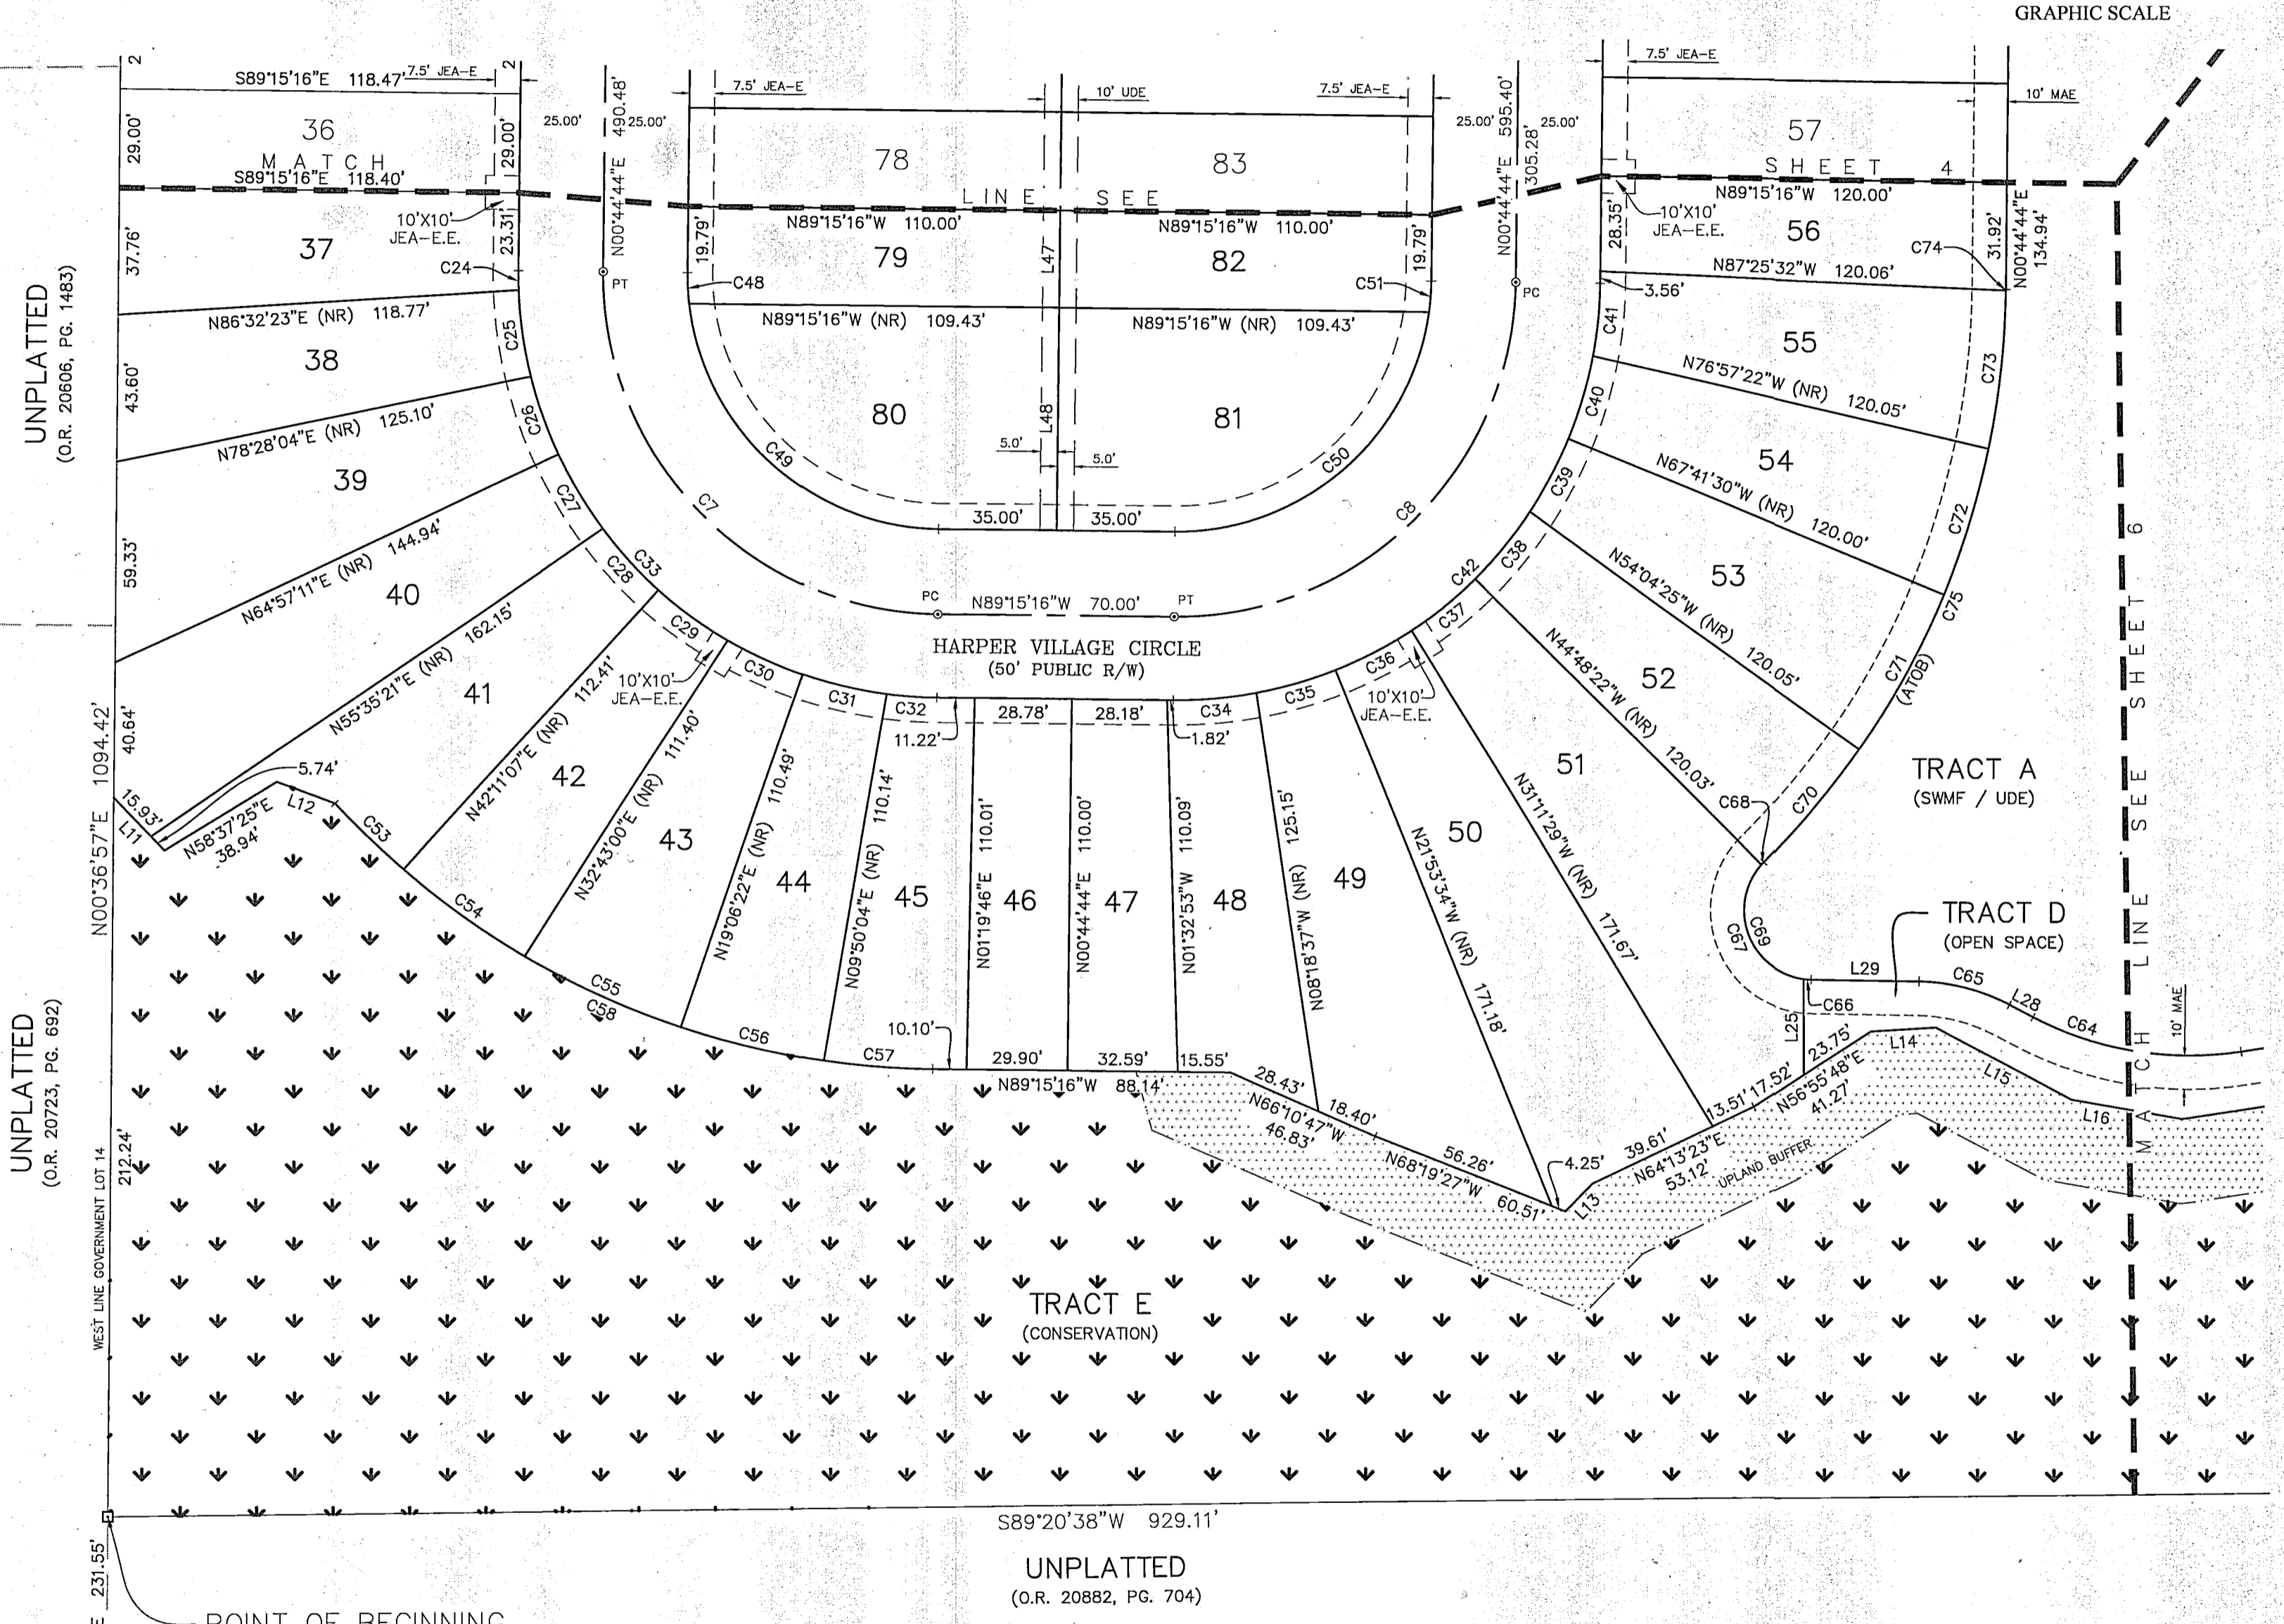 GRAPHIC SCALE
2
S89°15'16"E 118.47'
7.5' JEA-E
2
29.00'
36
29.00'
MATCH
S89°15'16"E 118.40'
25.00'
490.48'
25.00'
N00°44'44"E
7.5' JEA-E
10' UDE
7.5' JEA-E
78
83
LINE SEE
25.00'
595.40'
25.00'
305.28'
N00°44'44"E
7.5' JEA-E
10' MAE
57
SHEET 4
N89°15'16"W 120.00'
10'X10'
JEA-E.E.
37
37.76'
23.31'
C24
PT
19.79'
N89°15'16"W 110.00'
79
L47
N89°15'16"W 110.00'
82
19.79'
C48
C51
PC
28.35'
10'X10'
JEA-E.E.
56
C74
31.92'
N00°44'44"E
134.94'
N87°25'32"W 120.06'
3.56'
UNPLATTED
(O.R. 20606, PG. 1483)
N86°32'23"E (NR) 118.77'
38
C25
43.60'
N78°28'04"E (NR) 125.10'
C26
39
N89°15'16"W (NR) 109.43'
N89°15'16"W (NR) 109.43'
80
L48
81
5.0'
5.0'
C49
C50
35.00'
35.00'
C41
55
C73
N76°57'22"W (NR) 120.05'
C40
54
N67°41'30"W (NR) 120.00'
C39
C72
C27
N64°57'11"E (NR) 144.94'
59.33'
40
C7
C8
C28
C33
C42
C38
53
N54°04'25"W (NR) 120.05'
C75
C71
(ATOB)
PC
N89°15'16"W 70.00'
PT
HARPER VILLAGE CIRCLE
(50' PUBLIC R/W)
N55°35'21"E (NR) 162.15'
41
C29
10'X10'
JEA-E.E.
C30
C31
C32
28.78'
28.18'
C34
C35
C36
C37
10'X10'
JEA-E.E.
11.22'
1.82'
52
N44°48'22"W (NR) 120.03'
C68
C70
TRACT A
(SWMF / UDE)
MATCH LINE SEE SHEET 6
N00°36'57"E 1094.42'
40.64'
15.93'
L11
5.74'
N58°37'25"E
38.94'
L12
C53
N42°11'07"E (NR) 112.41'
42
N32°43'00"E (NR) 111.40'
43
N19°06'22"E (NR) 110.49'
44
N09°50'04"E (NR) 110.14'
45
N01°19'46"E 110.01'
46
N00°44'44"E 110.00'
47
N01°32'53"W 110.09'
48
N08°18'37"W (NR) 125.15'
49
N21°53'34"W (NR) 171.18'
50
N31°11'29"W (NR) 171.67'
51
C54
C55
C58
C56
C57
10.10'
29.90'
32.59'
15.55'
N89°15'16"W 88.14'
28.43'
N66°10'47"W
46.83'
18.40'
56.26'
N68°19'27"W
60.51'
4.25'
L13
39.61'
N64°13'23"E
53.12'
13.51'
17.52'
23.75'
N56°55'48"E
41.27'
UPLAND BUFFER
C67
C69
L29
C66
L25
C65
L28
C64
L14
L15
L16
10' MAE
TRACT D
(OPEN SPACE)
UNPLATTED
(O.R. 20723, PG. 692)
WEST LINE GOVERNMENT LOT 14
212.24'
TRACT E
(CONSERVATION)
S89°20'38"W 929.11'
UNPLATTED
(O.R. 20882, PG. 704)
E 231.55'
POINT OF BEGINNING